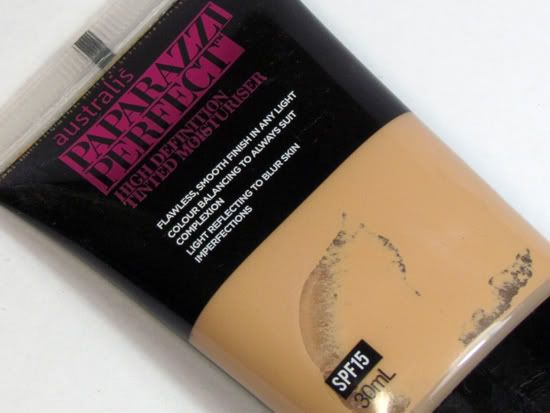 australis
PAPARAZZI
PERFECT™
HIGH DEFINITION
TINTED MOISTURISER
FLAWLESS, SMOOTH FINISH IN ANY LIGHT
COLOUR BALANCING TO ALWAYS SUIT
COMPLEXION
LIGHT REFLECTING TO BLUR SKIN
IMPERFECTIONS
SPF15
30mL